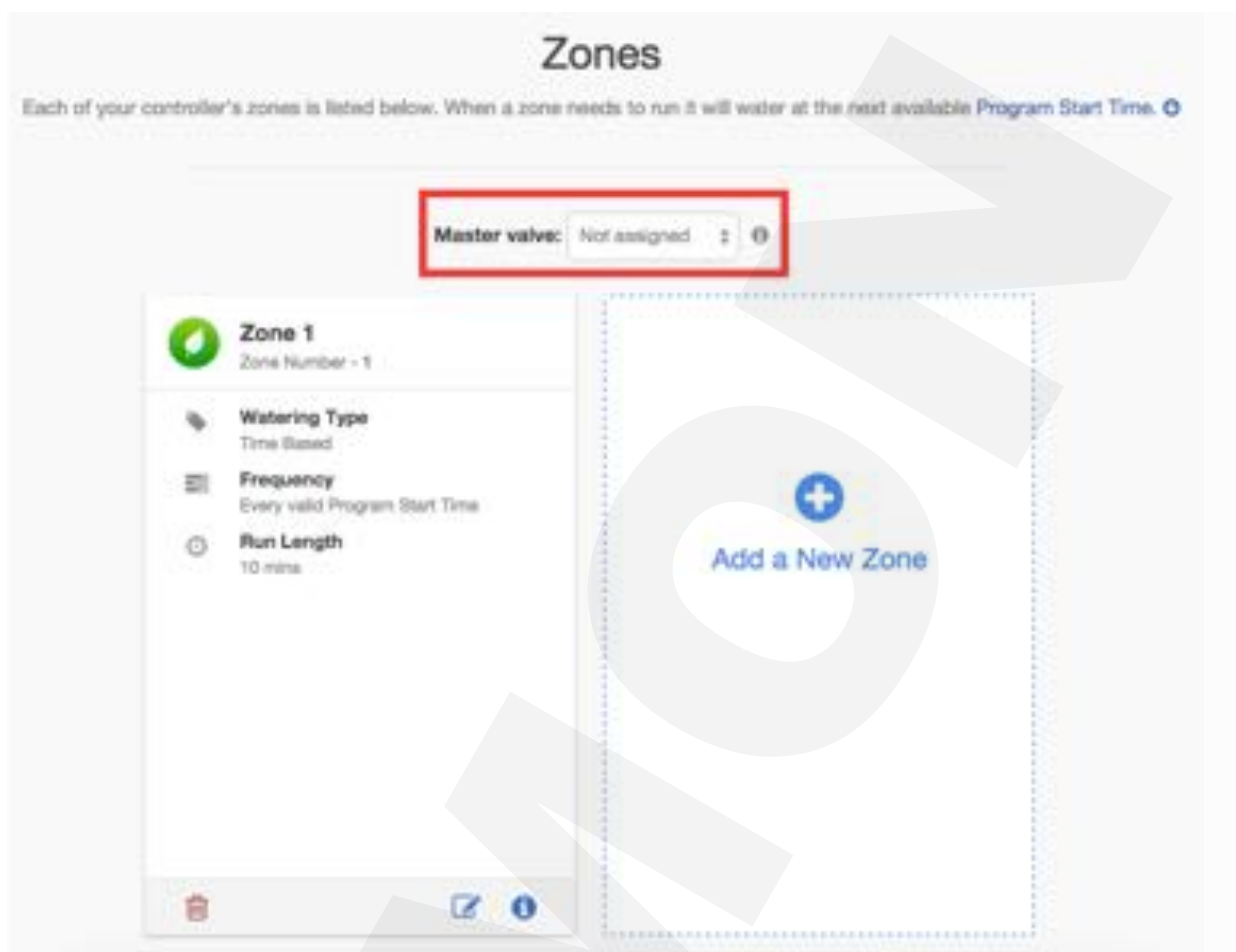 Zones
Each of your controller's zones is listed below. When a zone needs to run it will water at the next available Program Start Time.
Master valve: Not assigned
Zone 1
Zone Number - 1
Watering Type
Time Based
Frequency
Every valid Program Start Time
Run Length
10 mins
Add a New Zone